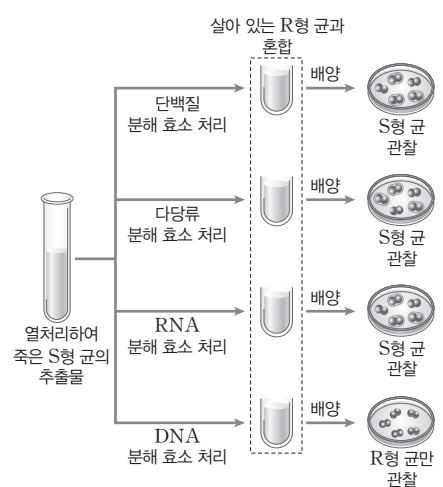 살아 있는 R형 균과
혼합
단백질
분해 효소 처리
배양
S형 균
관찰
다당류
분해 효소 처리
배양
S형 균
관찰
열처리하여
죽은 S형 균의
추출물
RNA
분해 효소 처리
배양
S형 균
관찰
DNA
분해 효소 처리
배양
R형 균만
관찰